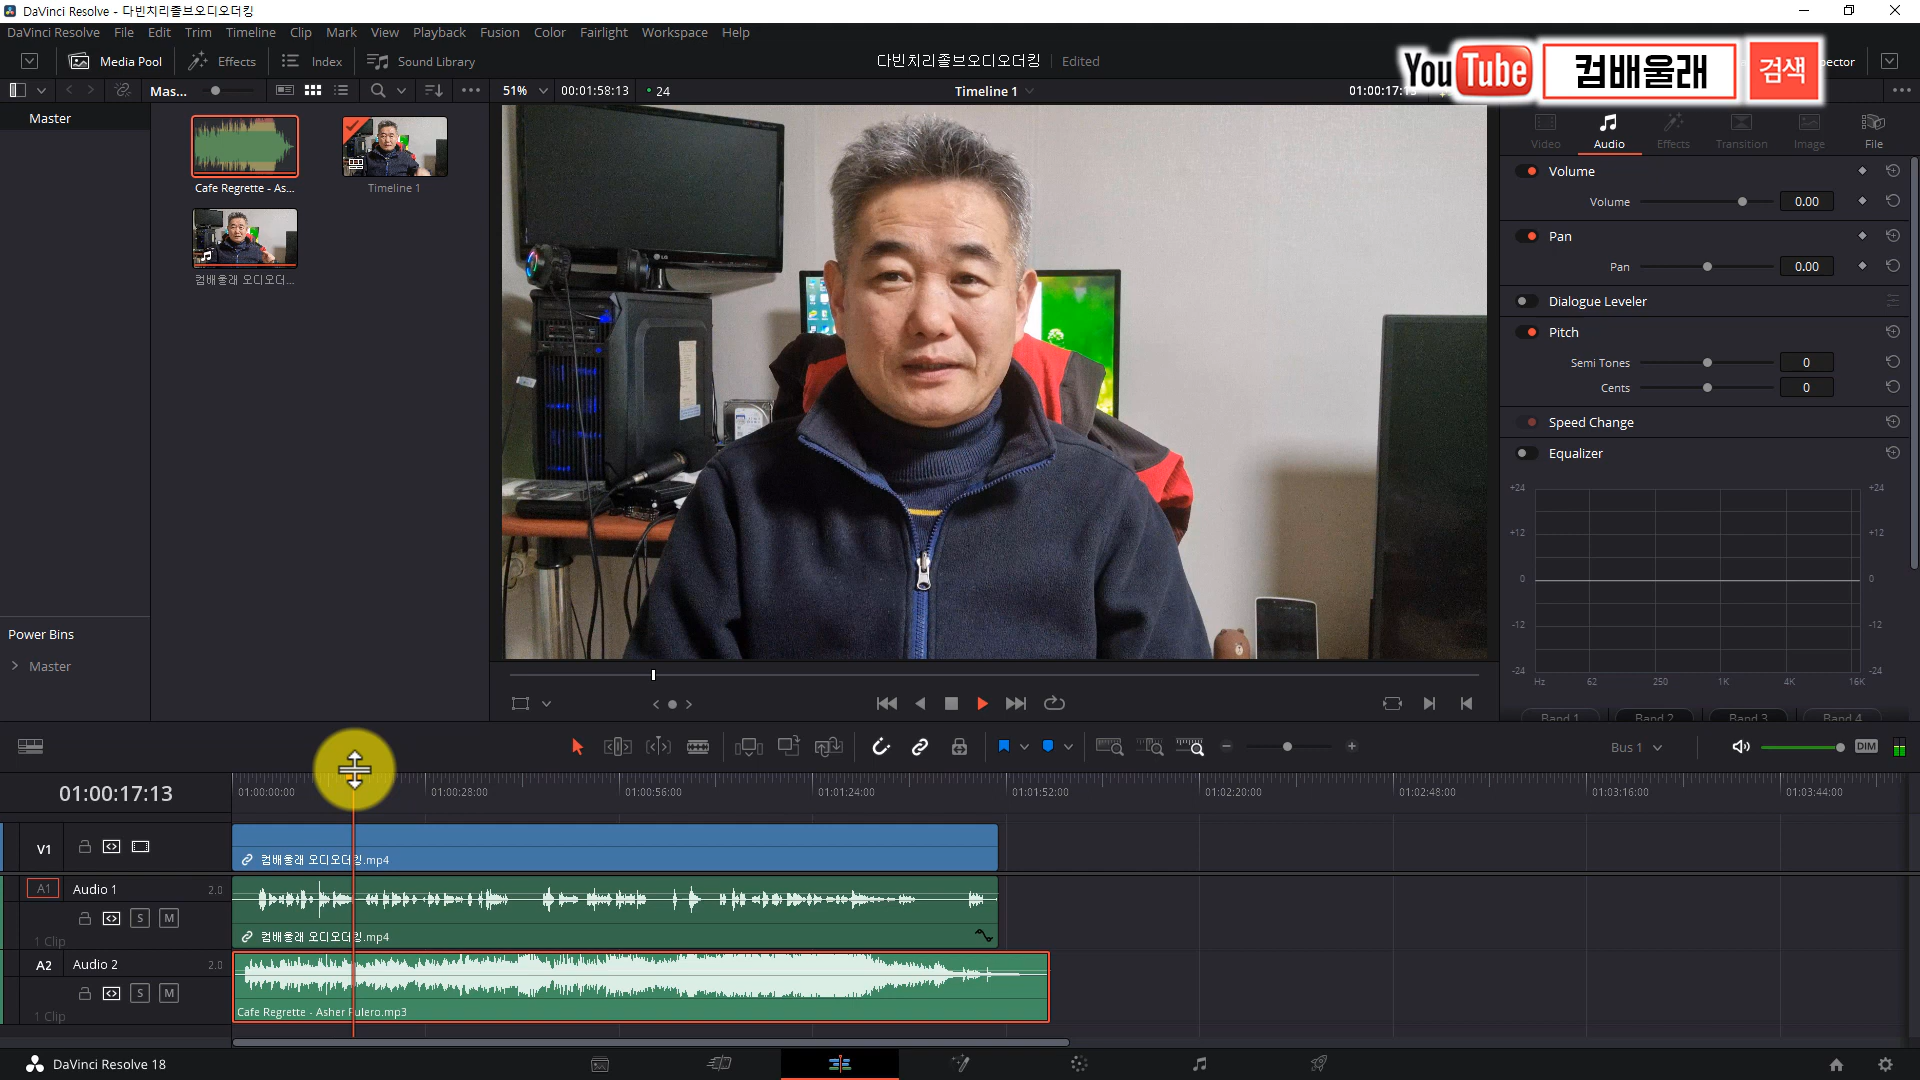 DaVinci Resolve - 다빈치리졸브오디오더킹
DaVinci Resolve File Edit Trim Timeline Clip Mark View Playback Fusion Color Fairlight Workspace Help
Media Pool Effects Index Sound Library 다빈치리졸브오디오더킹 Edited
YouTube 컴배울래 검색
Mas... 51% 00:01:58:13 24 Timeline 1
Master
Cafe Regrette - As...
Timeline 1
컴배울래 오디오더...
Power Bins
Master
LG
Video Audio Effects Transition Image File
Volume
Volume 0.00
Pan
Pan 0.00
Dialogue Leveler
Pitch
Semi Tones 0
Cents 0
Speed Change
Equalizer
+24 +24
+12 +12
0 0
-12 -12
-24 -24
Hz 62 250 1K 4K 16K
Band 1 Band 2 Band 3 Band 4
Bus 1 DIM
01:00:17:13
01:00:00:00 01:00:28:00 01:00:56:00 01:01:24:00 01:01:52:00 01:02:20:00 01:02:48:00 01:03:16:00 01:03:44:00
V1
컴배울래 오디오더킹.mp4
A1 Audio 1 2.0
S M
1 Clip
컴배울래 오디오더킹.mp4
A2 Audio 2 2.0
S M
1 Clip
Cafe Regrette - Asher Fulero.mp3
DaVinci Resolve 18